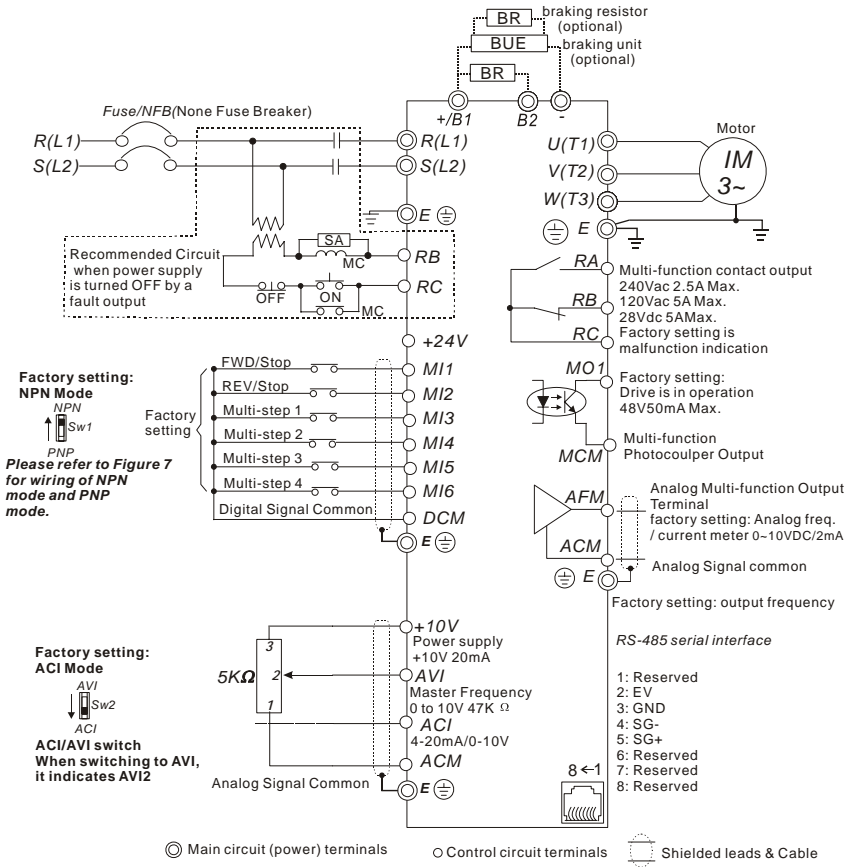 BR
braking resistor
(optional)
BUE
braking unit
(optional)
BR
+/B1
B2
-
Fuse/NFB(None Fuse Breaker)
R(L1)
R(L1)
S(L2)
S(L2)
E
Recommended Circuit
when power supply
is turned OFF by a
fault output
SA
MC
RB
OFF
ON
RC
MC
Motor
U(T1)
IM
3~
V(T2)
W(T3)
E
RA
RB
RC
Multi-function contact output
240Vac 2.5A Max.
120Vac 5A Max.
28Vdc 5AMax.
Factory setting is
malfunction indication
+24V
FWD/Stop
MI1
REV/Stop
MI2
Multi-step 1
MI3
Multi-step 2
MI4
Multi-step 3
MI5
Multi-step 4
MI6
Digital Signal Common
DCM
E
Factory
setting
Factory setting:
NPN Mode
NPN
Sw1
PNP
Please refer to Figure 7
for wiring of NPN
mode and PNP
mode.
MO1
Factory setting:
Drive is in operation
48V50mA Max.
MCM
Multi-function
Photocoulper Output
AFM
Analog Multi-function Output
Terminal
factory setting: Analog freq.
/ current meter 0~10VDC/2mA
ACM
Analog Signal common
E
Factory setting: output frequency
+10V
Power supply
+10V 20mA
3
5KΩ
2
1
AVI
Master Frequency
0 to 10V 47K Ω
ACI
4-20mA/0-10V
ACM
Analog Signal Common
E
Factory setting:
ACI Mode
AVI
Sw2
ACI
ACI/AVI switch
When switching to AVI,
it indicates AVI2
RS-485 serial interface
1: Reserved
2: EV
3: GND
4: SG-
5: SG+
6: Reserved
7: Reserved
8: Reserved
8←1
Main circuit (power) terminals
Control circuit terminals
Shielded leads & Cable